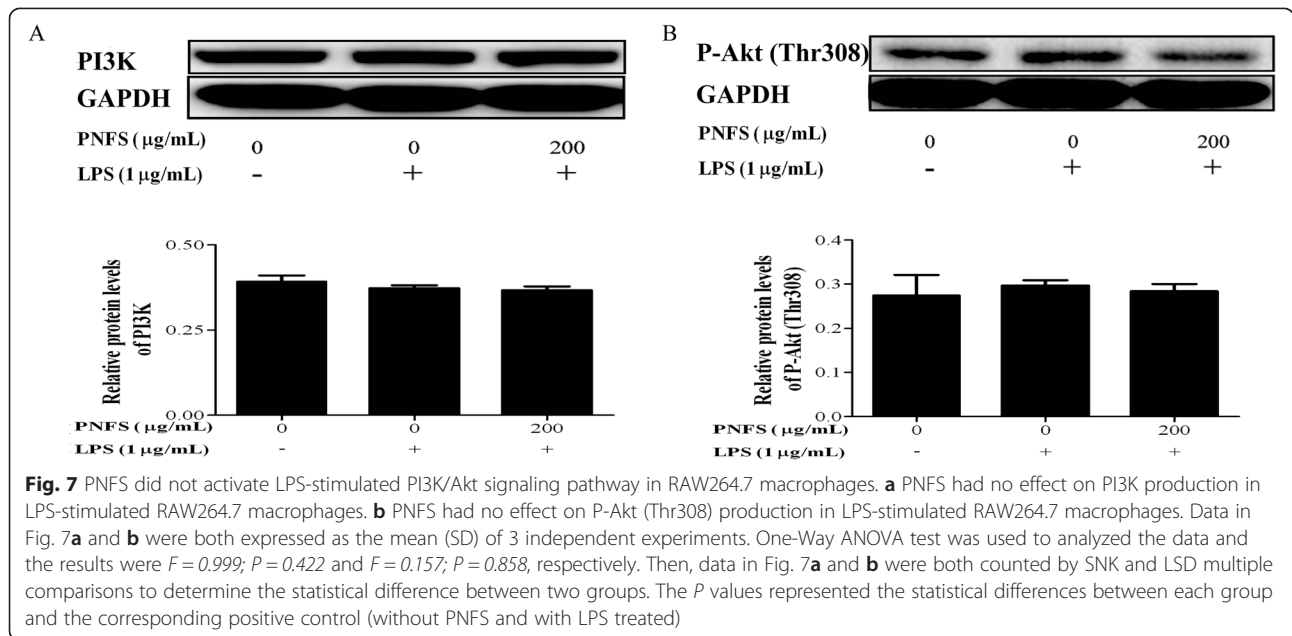 A
PI3K
GAPDH
PNFS ( μg/mL) 0 0 200
LPS (1 μg/mL) - + +
Relative protein levels
of PI3K
0.50
0.25
0.00
PNFS ( μg/mL) 0 0 200
LPS (1 μg/mL) - + +
B
P-Akt (Thr308)
GAPDH
PNFS ( μg/mL) 0 0 200
LPS (1 μg/mL) - + +
Relative protein levels
of P-Akt (Thr308)
0.4
0.3
0.2
0.1
0.0
PNFS ( μg/mL) 0 0 200
LPS (1 μg/mL) - + +
Fig. 7 PNFS did not activate LPS-stimulated PI3K/Akt signaling pathway in RAW264.7 macrophages. a PNFS had no effect on PI3K production in
LPS-stimulated RAW264.7 macrophages. b PNFS had no effect on P-Akt (Thr308) production in LPS-stimulated RAW264.7 macrophages. Data in
Fig. 7a and b were both expressed as the mean (SD) of 3 independent experiments. One-Way ANOVA test was used to analyzed the data and
the results were F = 0.999; P = 0.422 and F = 0.157; P = 0.858, respectively. Then, data in Fig. 7a and b were both counted by SNK and LSD multiple
comparisons to determine the statistical difference between two groups. The P values represented the statistical differences between each group
and the corresponding positive control (without PNFS and with LPS treated)